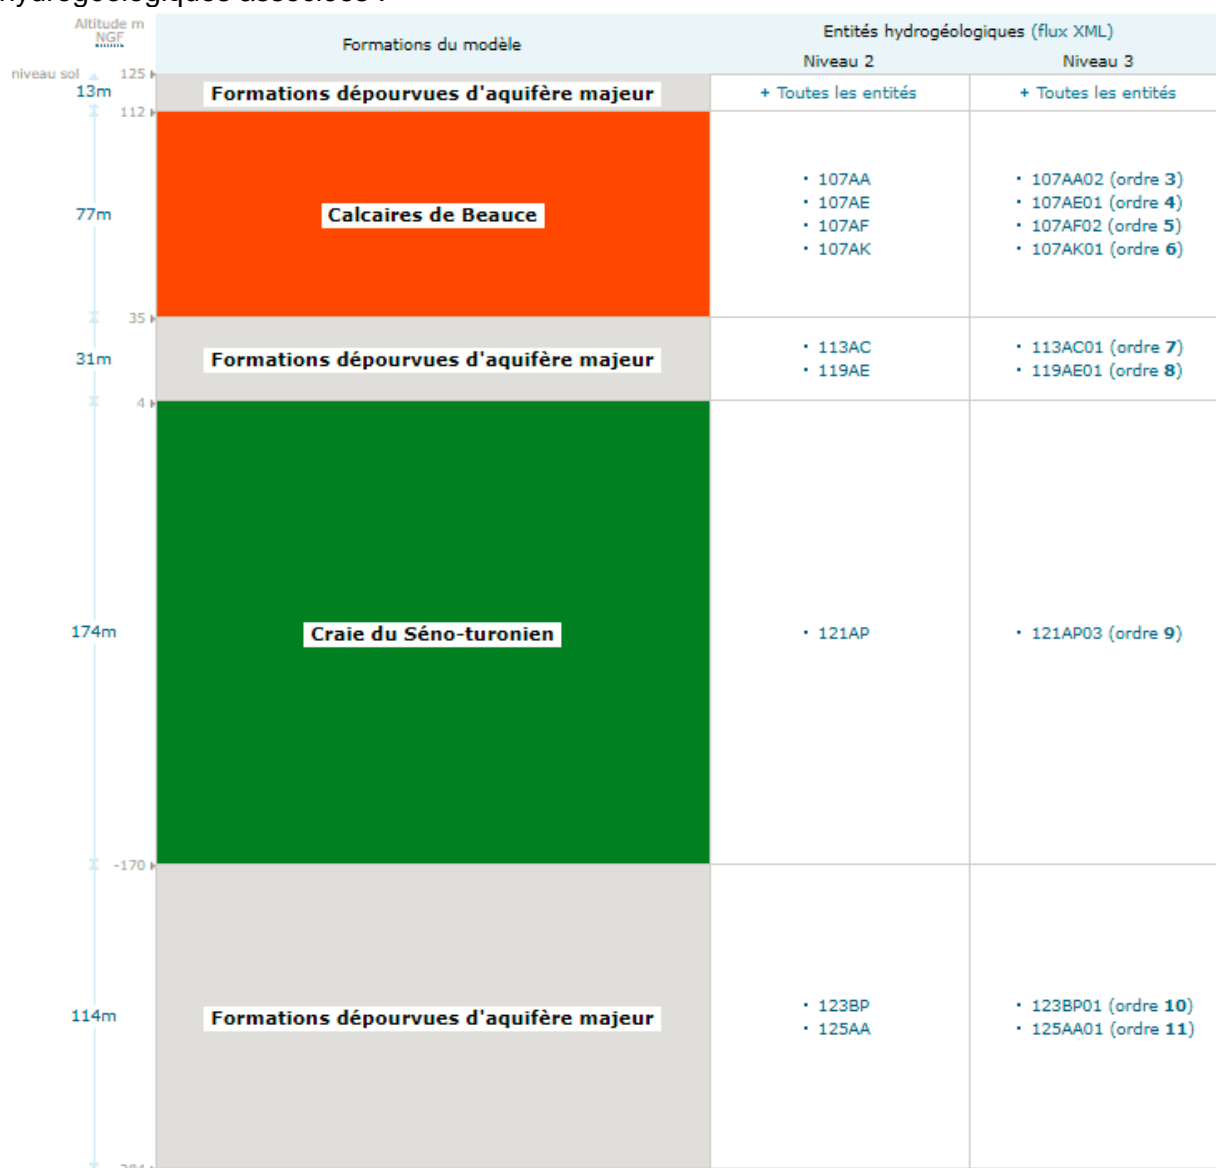 hydrogéologiques associées :
Altitude m
NGF
Formations du modèle
Entités hydrogéologiques (flux XML)
Niveau 2
Niveau 3
niveau sol
125
13m
Formations dépourvues d'aquifère majeur
+ Toutes les entités
+ Toutes les entités
112
77m
Calcaires de Beauce
• 107AA
• 107AE
• 107AF
• 107AK
• 107AA02 (ordre 3)
• 107AE01 (ordre 4)
• 107AF02 (ordre 5)
• 107AK01 (ordre 6)
35
31m
Formations dépourvues d'aquifère majeur
• 113AC
• 119AE
• 113AC01 (ordre 7)
• 119AE01 (ordre 8)
4
174m
Craie du Séno-turonien
• 121AP
• 121AP03 (ordre 9)
-170
114m
Formations dépourvues d'aquifère majeur
• 123BP
• 125AA
• 123BP01 (ordre 10)
• 125AA01 (ordre 11)